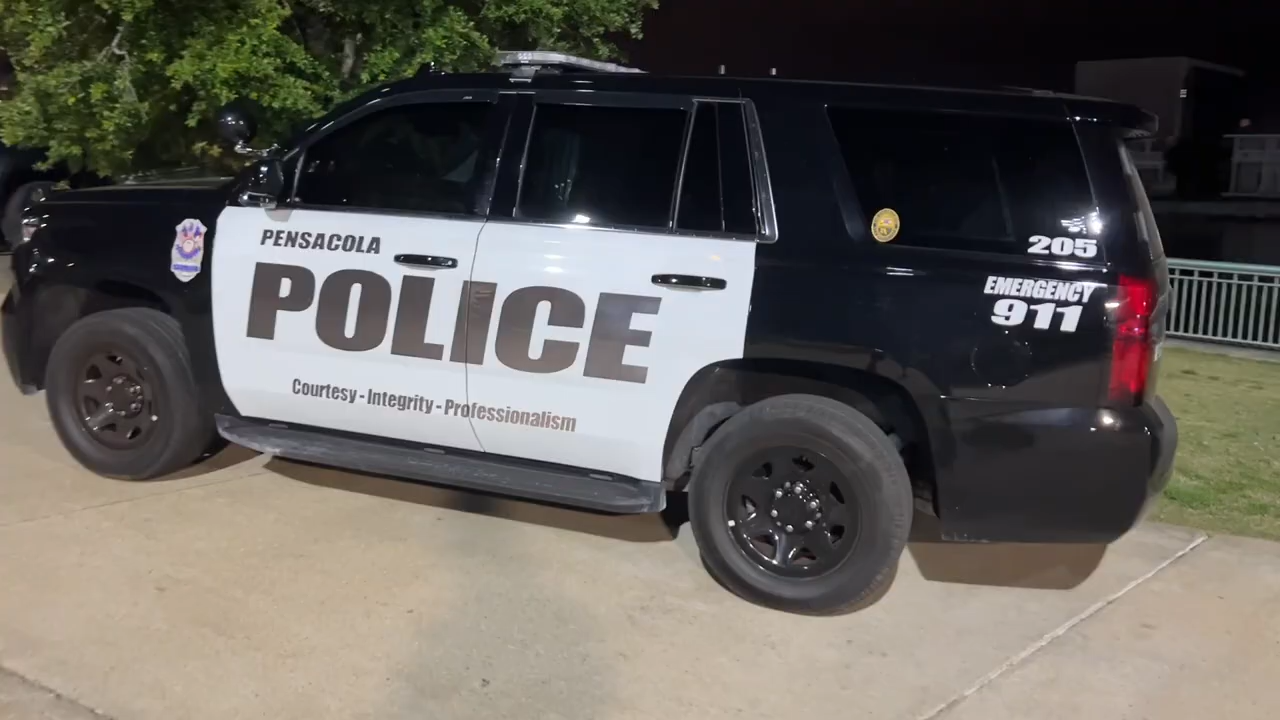 PENSACOLA
POLICE
Courtesy - Integrity - Professionalism
205
EMERGENCY
911